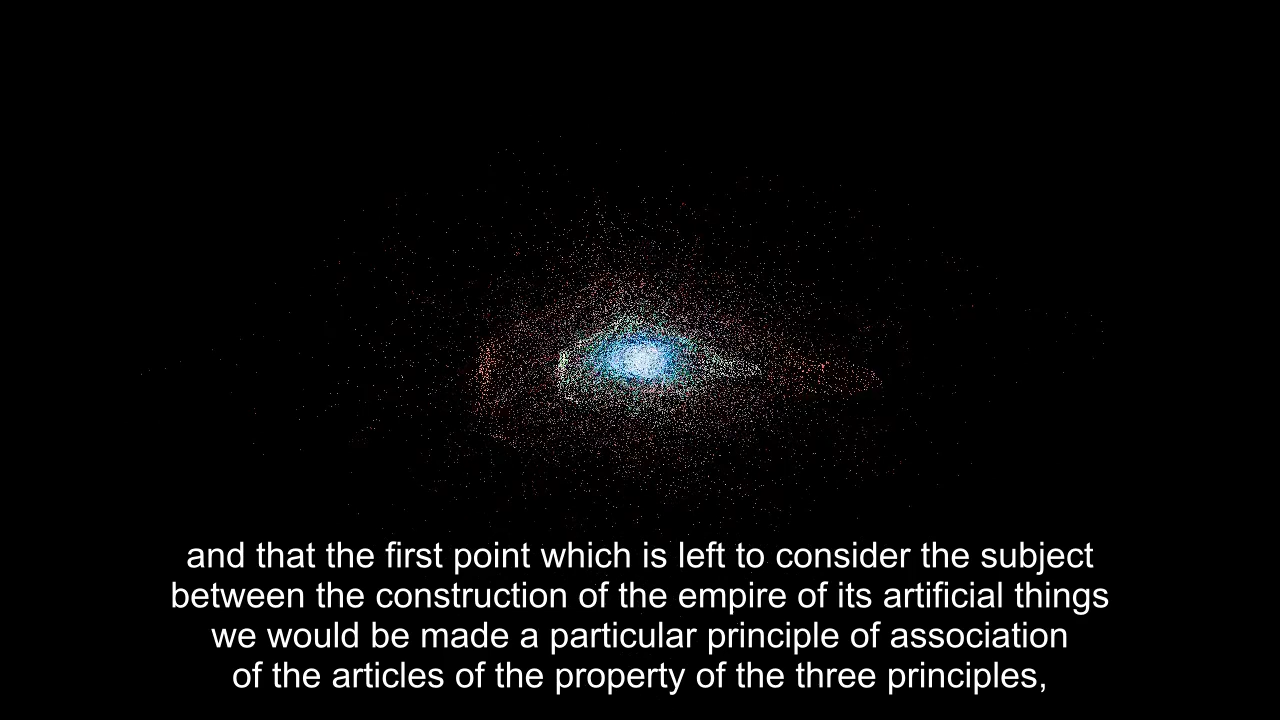 and that the first point which is left to consider the subject
between the construction of the empire of its artificial things
we would be made a particular principle of association
of the articles of the property of the three principles,